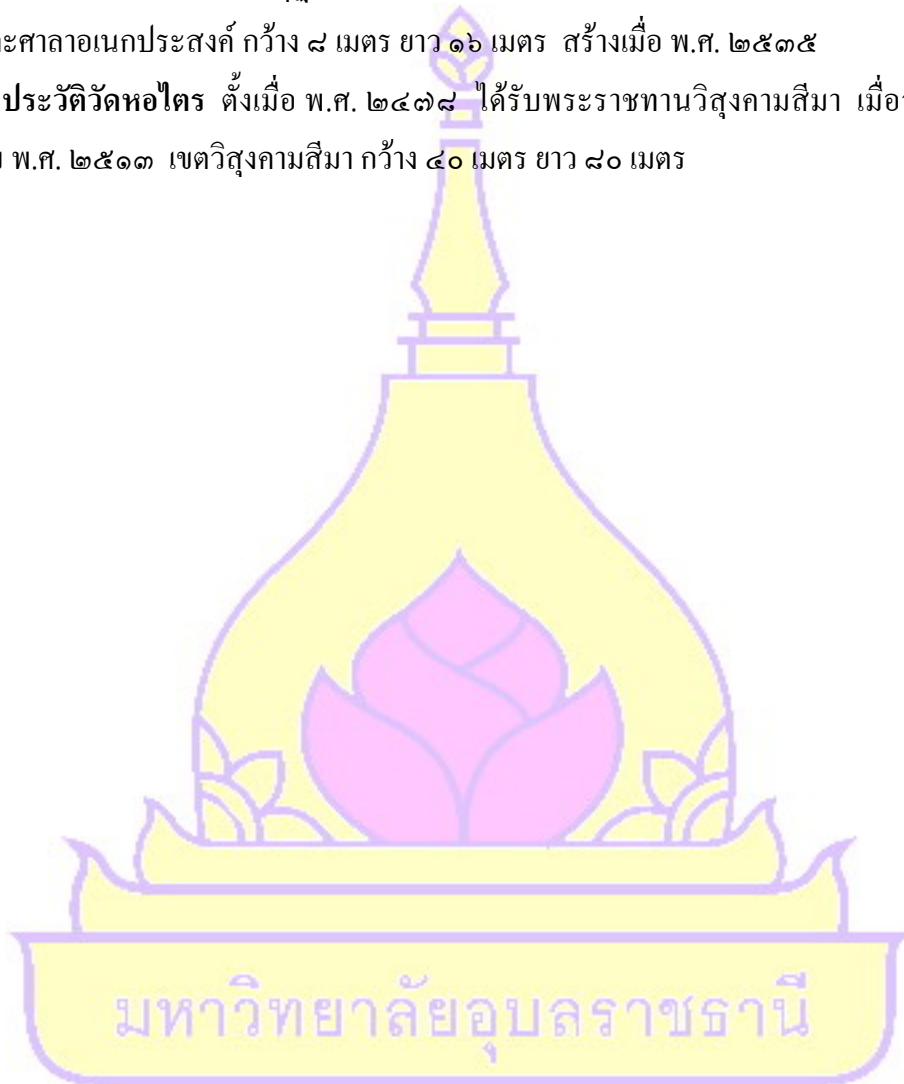 ะศาลาอเนกประสงค์ กว้าง ๘ เมตร ยาว ๑๖ เมตร สร้างเมื่อ พ.ศ. ๒๕๓๕
ประวัติวัดหอไตร ตั้งเมื่อ พ.ศ. ๒๔๗๘ ได้รับพระราชทานวิสุงคามสีมา เมื่อ
พ.ศ. ๒๕๑๓ เขตวิสุงคามสีมา กว้าง ๔๐ เมตร ยาว ๘๐ เมตร
มหาวิทยาลัยอุบลราชธานี